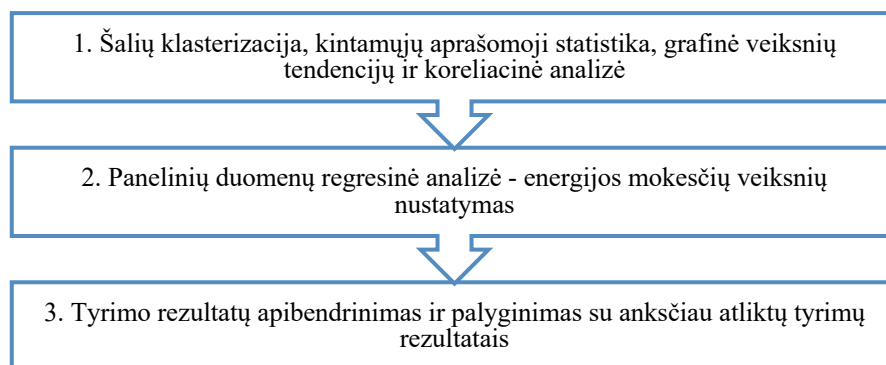 1. Šalių klasterizacija, kintamųjų aprašomoji statistika, grafinė veiksnių
tendencijų ir koreliacinė analizė
2. Panelinių duomenų regresinė analizė - energijos mokesčių veiksnių
nustatymas
3. Tyrimo rezultatų apibendrinimas ir palyginimas su anksčiau atliktų tyrimų
rezultatais